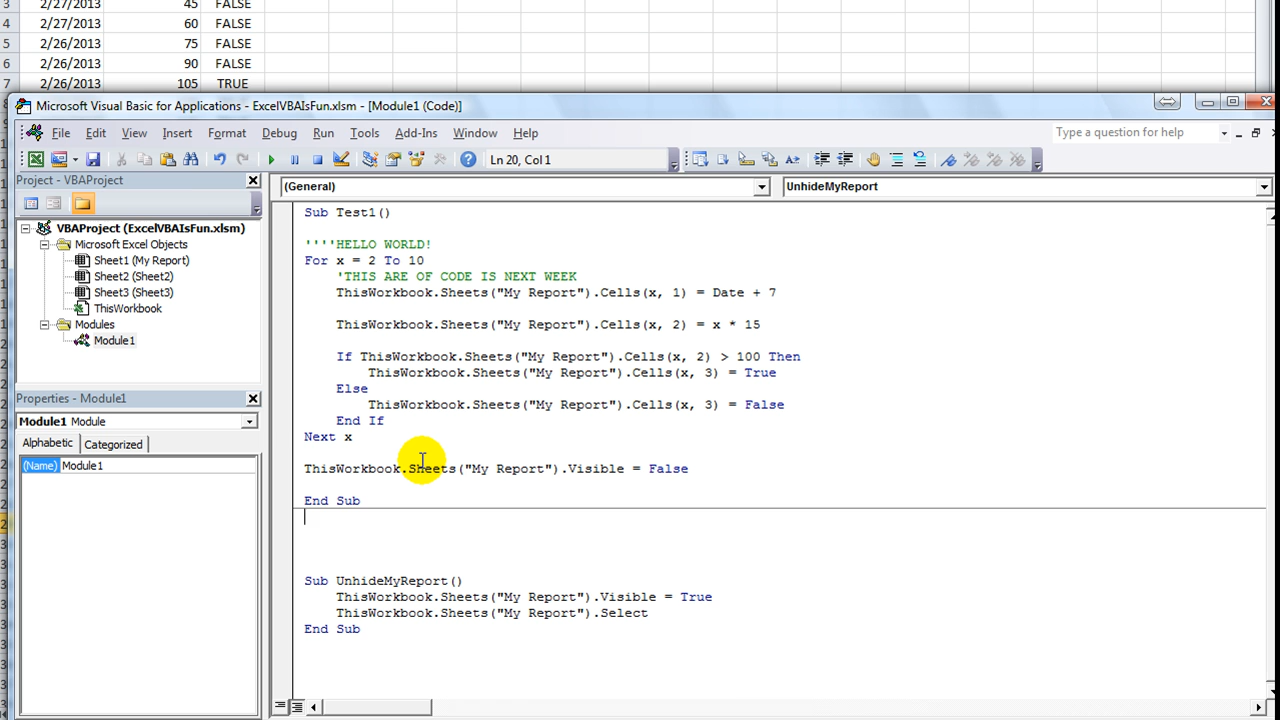 3 2/27/2013 45 FALSE
4 2/27/2013 60 FALSE
5 2/26/2013 75 FALSE
6 2/26/2013 90 FALSE
7 2/26/2013 105 TRUE
Microsoft Visual Basic for Applications - ExcelVBAIsFun.xlsm - [Module1 (Code)]
File Edit View Insert Format Debug Run Tools Add-Ins Window Help
Type a question for help
Ln 20, Col 1
Project - VBAProject
(General)
UnhideMyReport
VBAProject (ExcelVBAIsFun.xlsm)
Microsoft Excel Objects
Sheet1 (My Report)
Sheet2 (Sheet2)
Sheet3 (Sheet3)
ThisWorkbook
Modules
Module1
Properties - Module1
Module1 Module
Alphabetic Categorized
(Name) Module1
Sub Test1()
''''HELLO WORLD!
For x = 2 To 10
'THIS ARE OF CODE IS NEXT WEEK
ThisWorkbook.Sheets("My Report").Cells(x, 1) = Date + 7
ThisWorkbook.Sheets("My Report").Cells(x, 2) = x * 15
If ThisWorkbook.Sheets("My Report").Cells(x, 2) > 100 Then
ThisWorkbook.Sheets("My Report").Cells(x, 3) = True
Else
ThisWorkbook.Sheets("My Report").Cells(x, 3) = False
End If
Next x
ThisWorkbook.Sheets("My Report").Visible = False
End Sub
Sub UnhideMyReport()
ThisWorkbook.Sheets("My Report").Visible = True
ThisWorkbook.Sheets("My Report").Select
End Sub